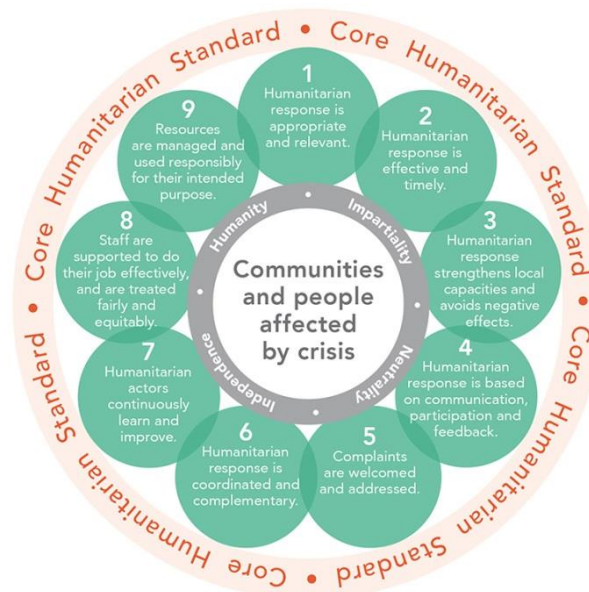 Core Humanitarian Standard • Core Humanitarian Standard • Core Humanitarian Standard • Core Humanitarian Standard •
1
Humanitarian
response is
appropriate
and relevant.
2
Humanitarian
response is
effective and
timely.
3
Humanitarian
response
strengthens local
capacities and
avoids negative
effects.
4
Humanitarian
response is based
on communication,
participation and
feedback.
5
Complaints
are welcomed
and addressed.
6
Humanitarian
response is
coordinated and
complementary.
7
Humanitarian
actors
continuously
learn and
improve.
8
Staff are
supported to do
their job effectively,
and are treated
fairly and
equitably.
9
Resources
are managed and
used responsibly
for their intended
purpose.
Humanity • Impartiality • Neutrality • Independence •
Communities
and people
affected
by crisis